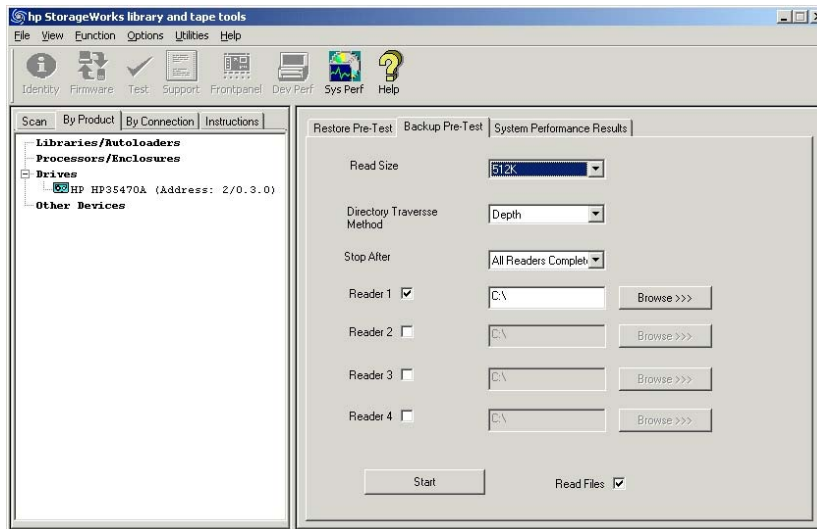 hp StorageWorks library and tape tools
File View Function Options Utilities Help
Identity Firmware Test Support Frontpanel Dev Perf Sys Perf Help
Scan By Product By Connection Instructions
Libraries/Autoloaders
Processors/Enclosures
Drives
HP HP35470A (Address: 2/0.3.0)
Other Devices
Restore Pre-Test Backup Pre-Test System Performance Results
Read Size 512K
Directory Traversse Method Depth
Stop After All Readers Complet
Reader 1 C:\ Browse >>>
Reader 2 C:\ Browse >>>
Reader 3 C:\ Browse >>>
Reader 4 C:\ Browse >>>
Start Read Files